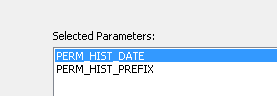 Selected Parameters:
PERM_HIST_DATE
PERM_HIST_PREFIX